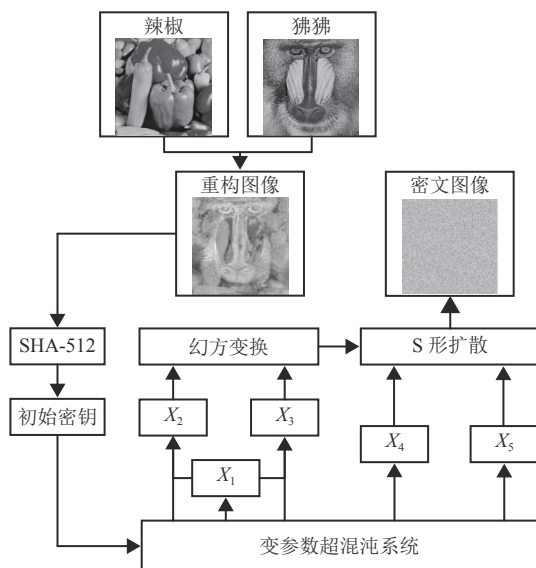 辣椒
狒狒
重构图像
密文图像
SHA-512
幻方变换
S 形扩散
初始密钥
X₂
X₃
X₄
X₅
X₁
变参数超混沌系统